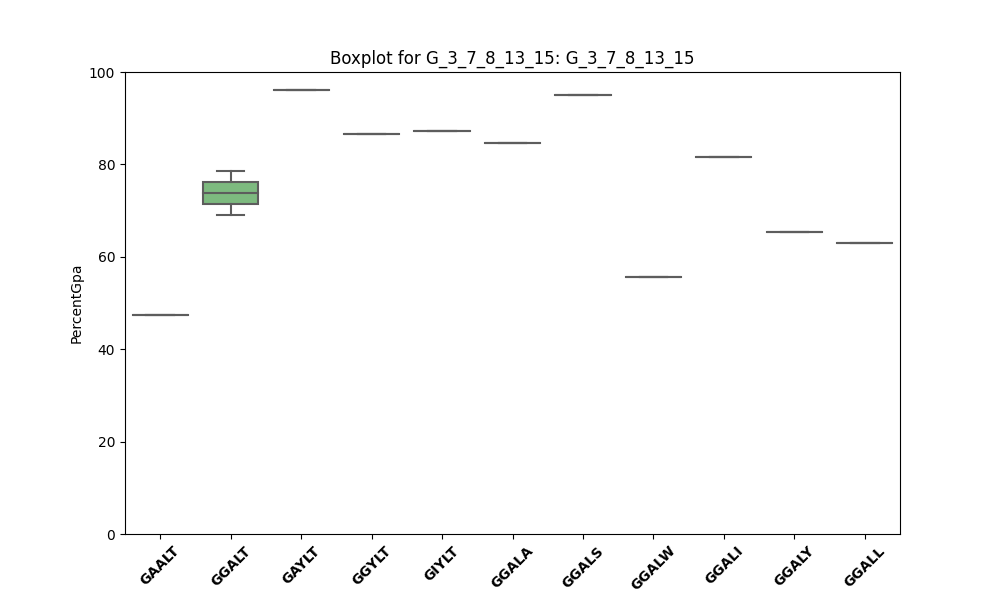 Boxplot for G_3_7_8_13_15: G_3_7_8_13_15
100
80
60
40
20
0
PercentGpa
GAALT
GGALT
GAYLT
GGYLT
GIYLT
GGALA
GGALS
GGALW
GGALI
GGALY
GGALL